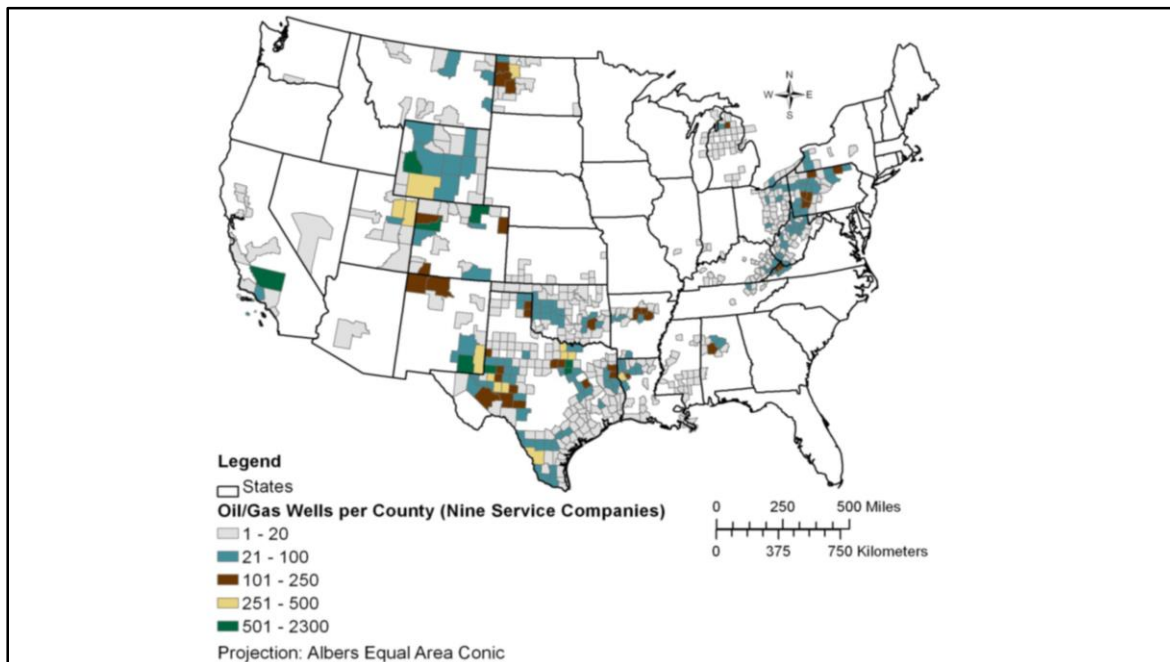 N
W E
S
Legend
States
Oil/Gas Wells per County (Nine Service Companies)
1 - 20
21 - 100
101 - 250
251 - 500
501 - 2300
Projection: Albers Equal Area Conic
0 250 500 Miles
0 375 750 Kilometers